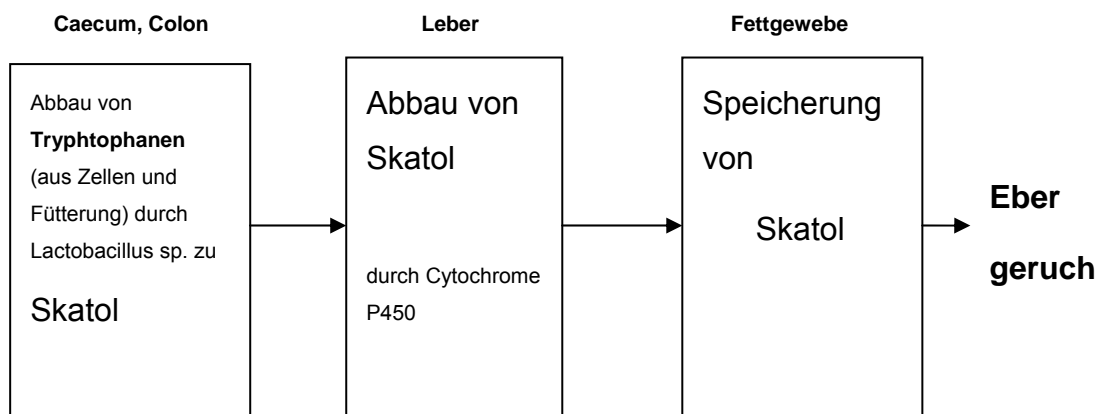 Caecum, Colon
Leber
Fettgewebe
Abbau von
Tryphtophanen
(aus Zellen und
Fütterung) durch
Lactobacillus sp. zu
Skatol
Abbau von
Skatol
durch Cytochrome
P450
Speicherung
von
Skatol
Eber
geruch